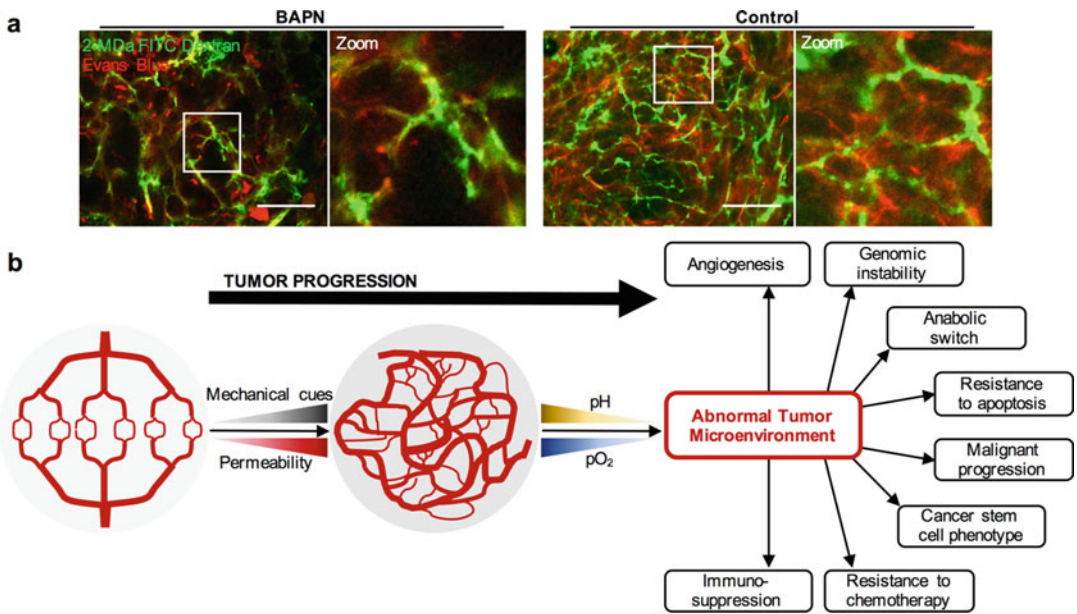 a
BAPN
Control
2-MDa FITC Dextran
Evans Blue
Zoom
Zoom
b
TUMOR PROGRESSION
Mechanical cues
Permeability
pH
pO₂
Abnormal Tumor
Microenvironment
Angiogenesis
Genomic
instability
Anabolic
switch
Resistance
to apoptosis
Malignant
progression
Cancer stem
cell phenotype
Resistance to
chemotherapy
Immuno-
suppression